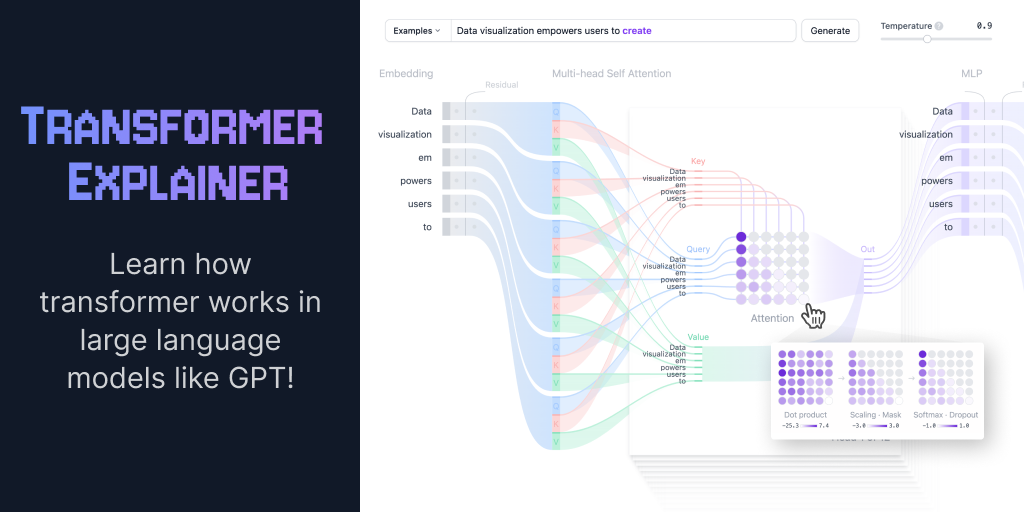 TRANSFORMER
EXPLAINER
Learn how
transformer works in
large language
models like GPT!
Examples
Data visualization empowers users to create
Generate
Temperature ?
0.9
Embedding
Multi-head Self Attention
MLP
Residual
Data
visualization
em
powers
users
to
Q
K
V
Q
K
V
Q
K
V
Q
K
V
Q
K
V
Q
K
V
Key
Data
visualization
em
powers
users
to
Query
Data
visualization
em
powers
users
to
Value
Data
visualization
em
powers
users
to
Attention
Out
Data
visualization
em
powers
users
to
Dot product
-25.3 7.4
Scaling · Mask
-3.0 3.0
Softmax · Dropout
-1.0 1.0